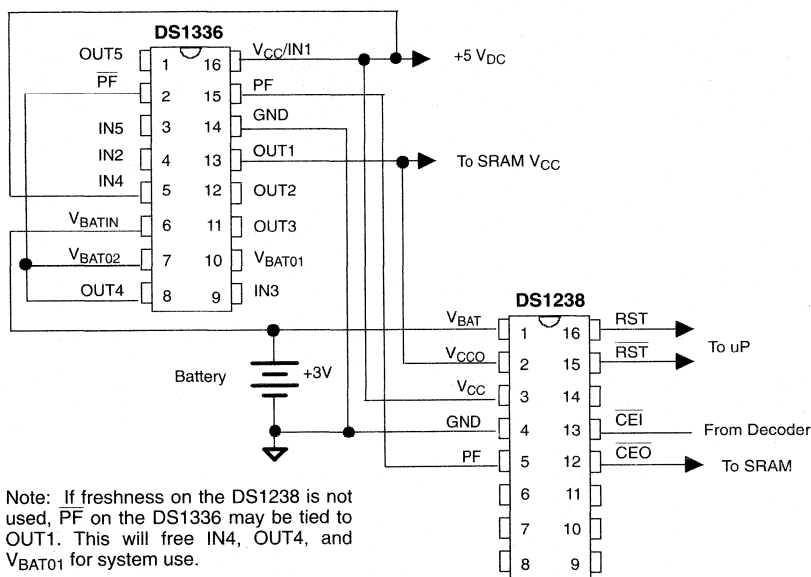 DS1336
OUT5 1 16 VCC/IN1
+5 VDC
P̅F̅ 2 15 PF
IN5 3 14 GND
IN2 4 13 OUT1
To SRAM VCC
IN4 5 12 OUT2
VBATIN 6 11 OUT3
VBAT02 7 10 VBAT01
OUT4 8 9 IN3
DS1238
VBAT 1 16 RST
To uP
VCCO 2 15 R̅S̅T̅
Battery +3V
VCC 3 14
GND 4 13 C̅E̅I̅ From Decoder
PF 5 12 C̅E̅O̅ To SRAM
6 11
7 10
8 9
Note: If freshness on the DS1238 is not
used, P̅F̅ on the DS1336 may be tied to
OUT1. This will free IN4, OUT4, and
VBAT01 for system use.